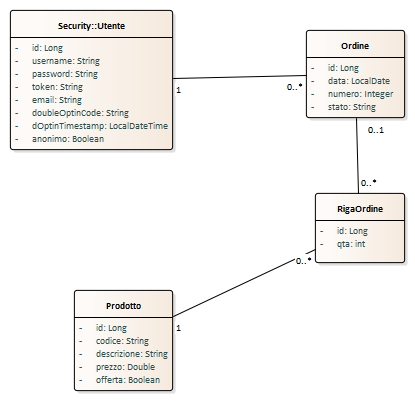 Security::Utente
- id: Long
- username: String
- password: String
- token: String
- email: String
- doubleOptinCode: String
- dOptinTimestamp: LocalDateTime
- anonimo: Boolean
1
0..*
Ordine
- id: Long
- data: LocalDate
- numero: Integer
- stato: String
0..1
0..*
RigaOrdine
- id: Long
- qta: int
0..*
1
Prodotto
- id: Long
- codice: String
- descrizione: String
- prezzo: Double
- offerta: Boolean